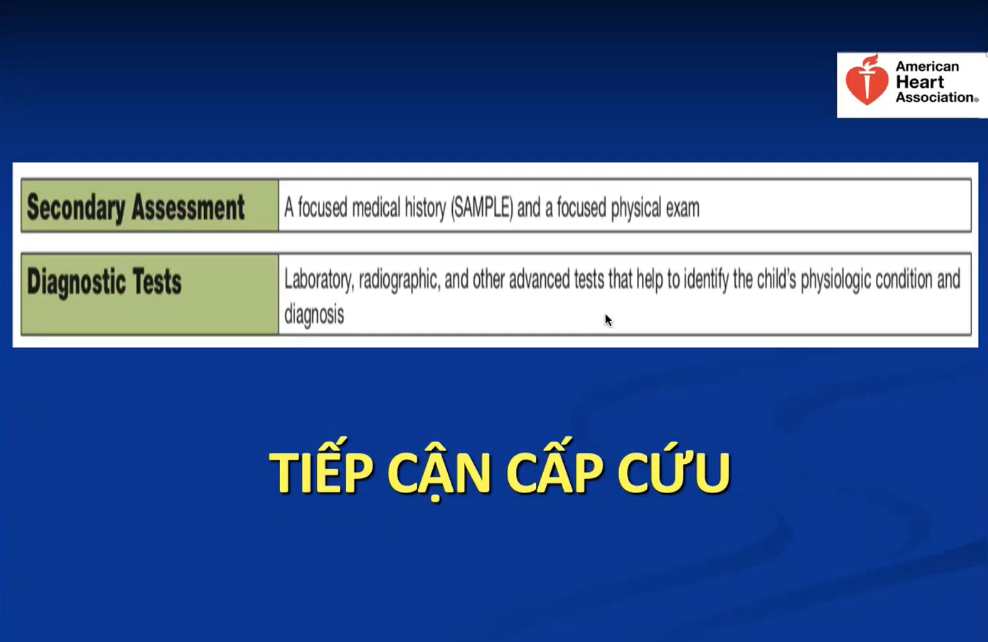 American
Heart
Association®
Secondary Assessment
A focused medical history (SAMPLE) and a focused physical exam
Diagnostic Tests
Laboratory, radiographic, and other advanced tests that help to identify the child's physiologic condition and
diagnosis
TIẾP CẬN CẤP CỨU